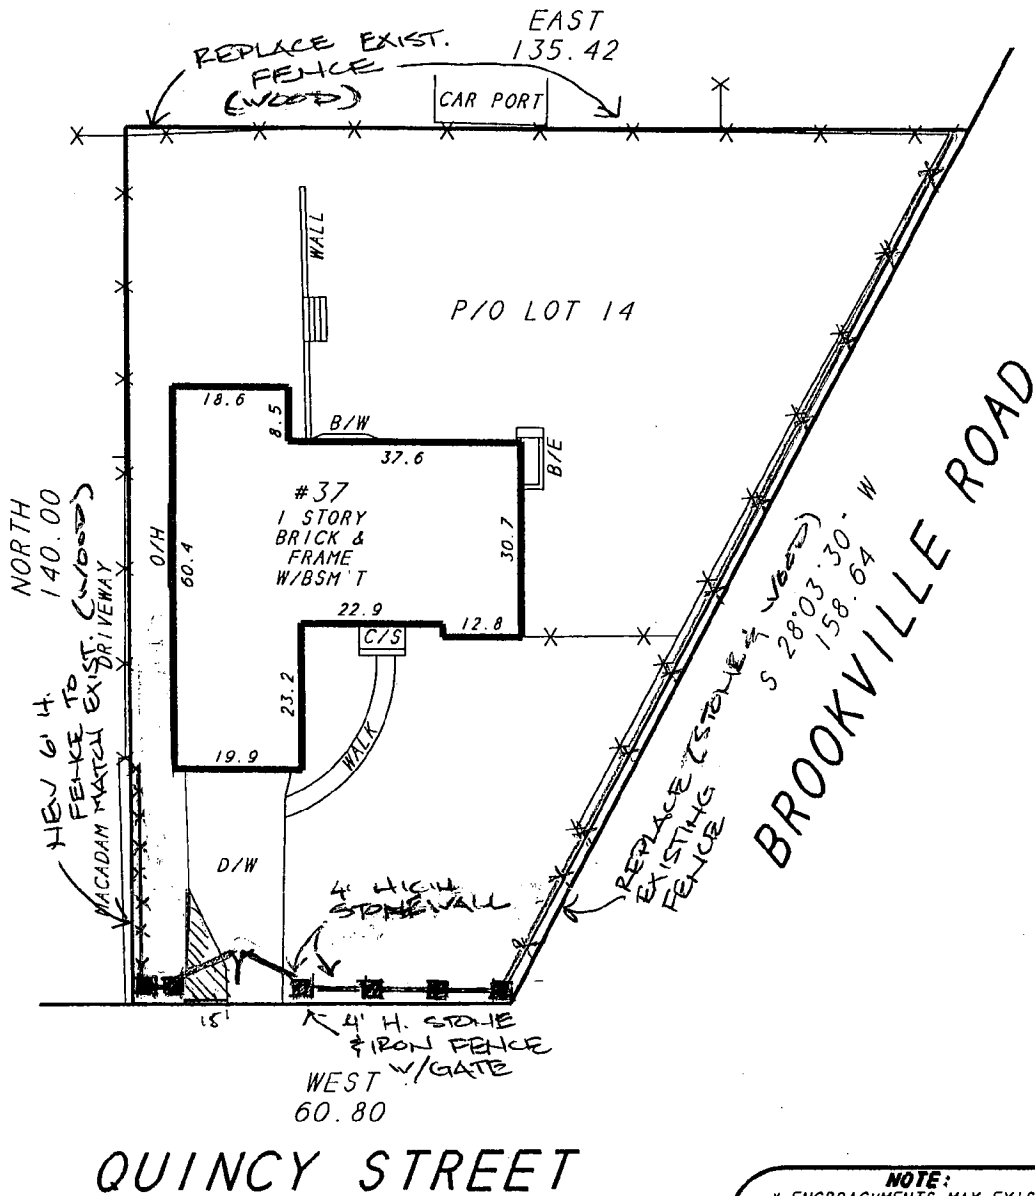 EAST
135.42
REPLACE EXIST.
FENCE
(WOOD)
CAR PORT
WALL
P/O LOT 14
18.6
8.5
B/W
37.6
B/E
#37
1 STORY
BRICK &
FRAME
W/BSM'T
O/H
60.4
30.7
NORTH
140.00
22.9
12.8
C/S
23.2
WALK
19.9
NEW 6' H.
FENCE TO
MATCH EXIST. (WOOD)
MACADAM
DRIVEWAY
D/W
4' HIGH
STONEWALL
S 28°03'30" W
158.64
BROOKVILLE ROAD
REPLACE (STONE & WOOD)
EXISTING
FENCE
15'
4' H. STONE
& IRON FENCE
W/GATE
WEST
60.80
QUINCY STREET
NOTE: